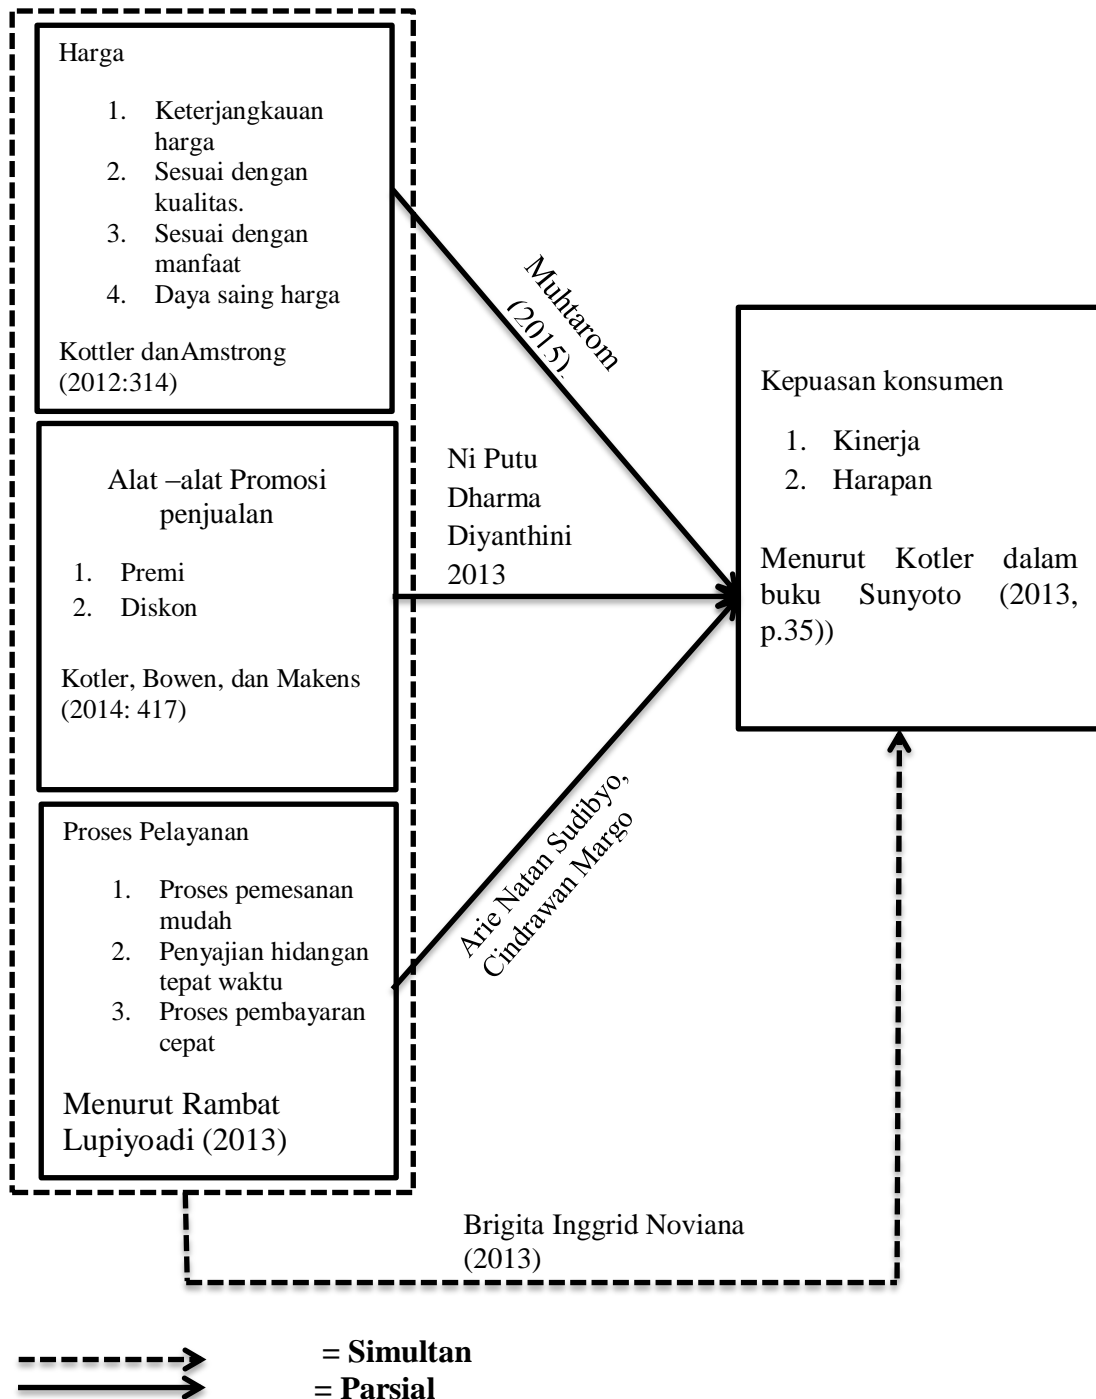 Harga
1. Keterjangkauan
harga
2. Sesuai dengan
kualitas.
3. Sesuai dengan
manfaat
4. Daya saing harga
Kottler danAmstrong
(2012:314)
Alat –alat Promosi
penjualan
1. Premi
2. Diskon
Kotler, Bowen, dan Makens
(2014: 417)
Proses Pelayanan
1. Proses pemesanan
mudah
2. Penyajian hidangan
tepat waktu
3. Proses pembayaran
cepat
Menurut Rambat
Lupiyoadi (2013)
Muhtarom
(2015).
Ni Putu
Dharma
Diyanthini
2013
Arie Natan Sudibyo,
Cindrawan Margo
Kepuasan konsumen
1. Kinerja
2. Harapan
Menurut Kotler dalam
buku Sunyoto (2013,
p.35))
Brigita Inggrid Noviana
(2013)
= Simultan
= Parsial